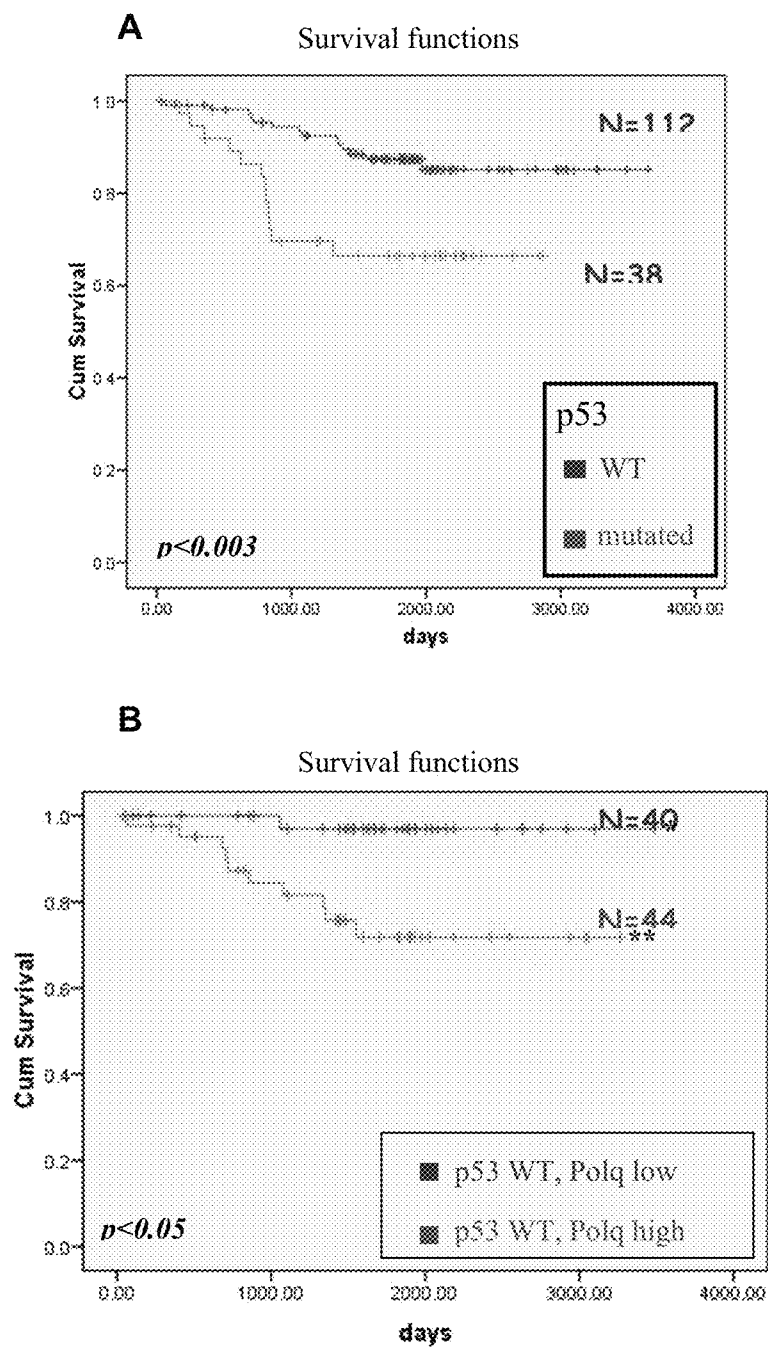 A
Survival functions
1.0
0.8
0.6
0.4
0.2
0.0
Cum Survival
N=112
N=38
p53
WT
mutated
p<0.003
0.00 1000.00 2000.00 3000.00 4000.00
days
B
Survival functions
1.0
0.8
0.6
0.4
0.2
0.0
Cum Survival
N=40
N=44
**
p53 WT, Polq low
p53 WT, Polq high
p<0.05
0.00 1000.00 2000.00 3000.00 4000.00
days